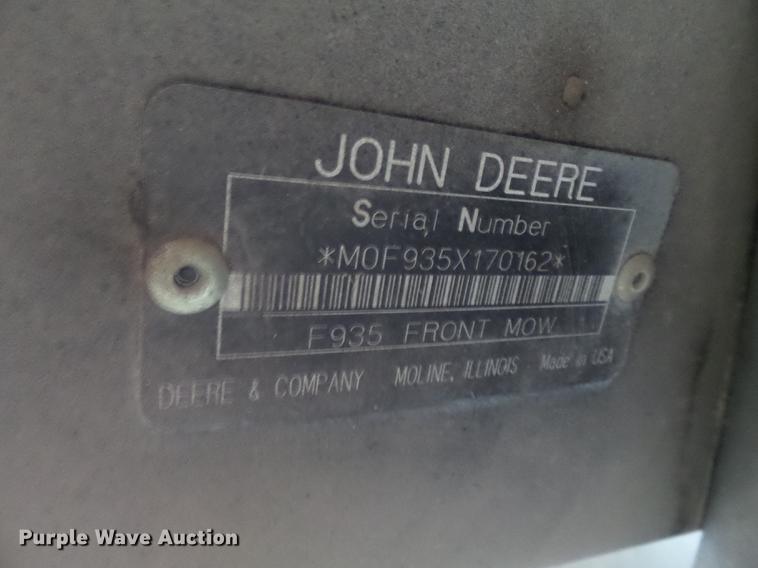 JOHN DEERE
Serial Number
*M0F935X170162*
F935 FRONT MOW
DEERE & COMPANY MOLINE, ILLINOIS Made in USA
Purple Wave Auction